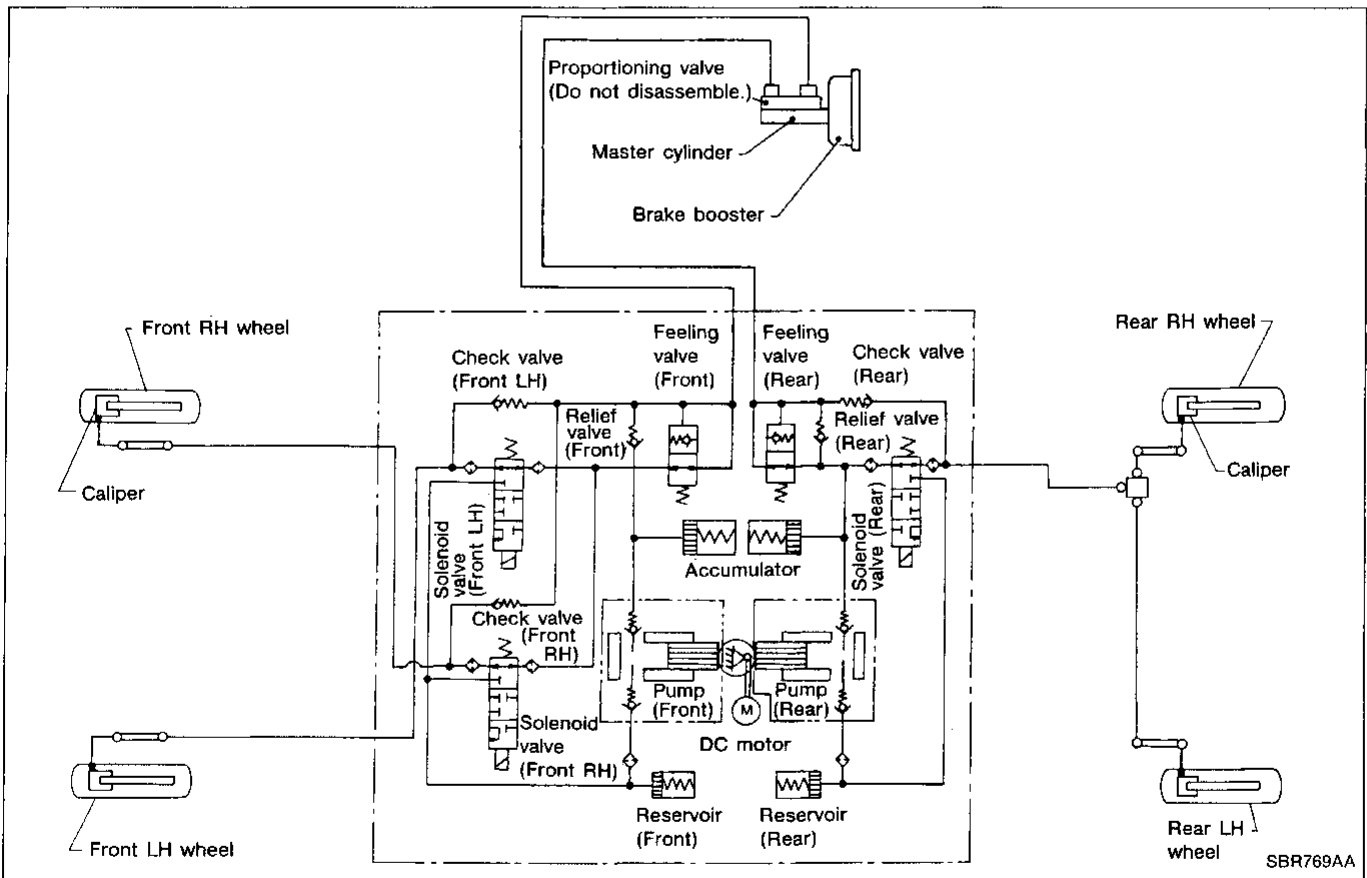 Proportioning valve
(Do not disassemble.)
Master cylinder
Brake booster
Front RH wheel
Caliper
Front LH wheel
Check valve
(Front LH)
Feeling
valve
(Front)
Relief
valve
(Front)
Feeling
valve
(Rear)
Check valve
(Rear)
Relief valve
(Rear)
Solenoid
valve
(Front LH)
Accumulator
Solenoid
valve (Rear)
Check valve
(Front
RH)
Solenoid
valve
(Front RH)
Pump
(Front)
M
Pump
(Rear)
DC motor
Reservoir
(Front)
Reservoir
(Rear)
Rear RH wheel
Caliper
Rear LH
wheel
SBR769AA